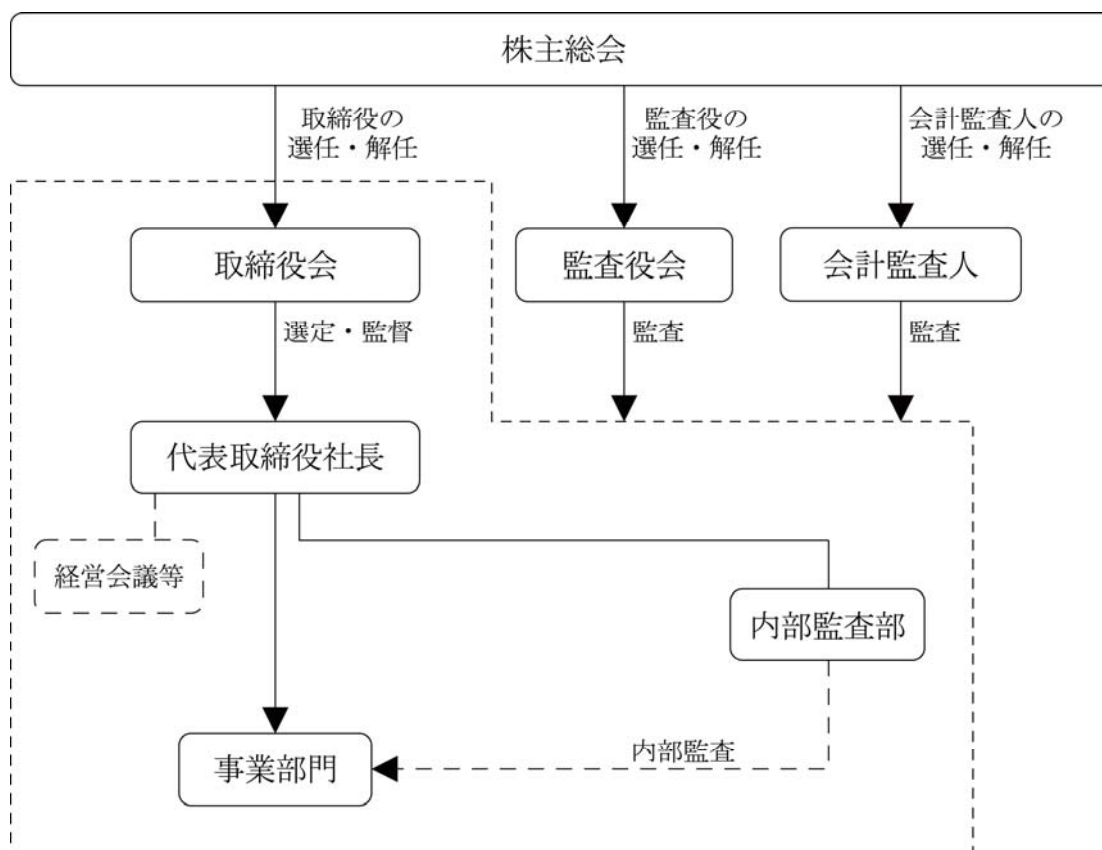 株主総会
取締役の
選任・解任
監査役の
選任・解任
会計監査人の
選任・解任
取締役会
監査役会
会計監査人
選定・監督
監査
監査
代表取締役社長
経営会議等
内部監査部
内部監査
事業部門